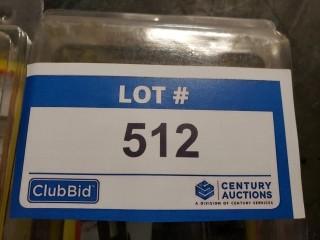 LOT #
512
ClubBid
CENTURY
AUCTIONS
A DIVISION OF CENTURY SERVICES